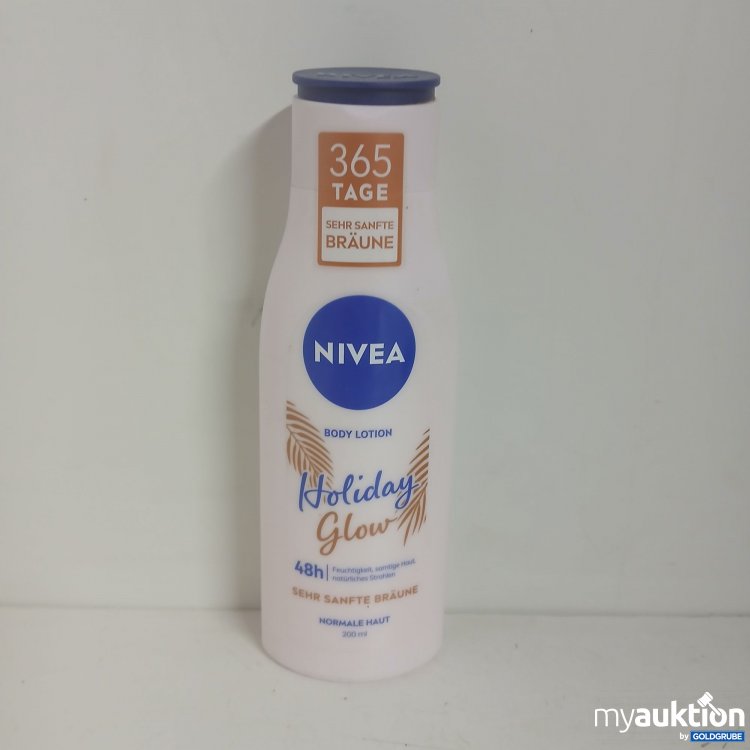 NIVEA
365
TAGE
SEHR SANFTE
BRÄUNE
NIVEA
BODY LOTION
Holiday
Glow
48h
Feuchtigkeit, samtige Haut,
natürliches Strahlen
SEHR SANFTE BRÄUNE
NORMALE HAUT
200 ml
myauktion
by GOLDGRUBE